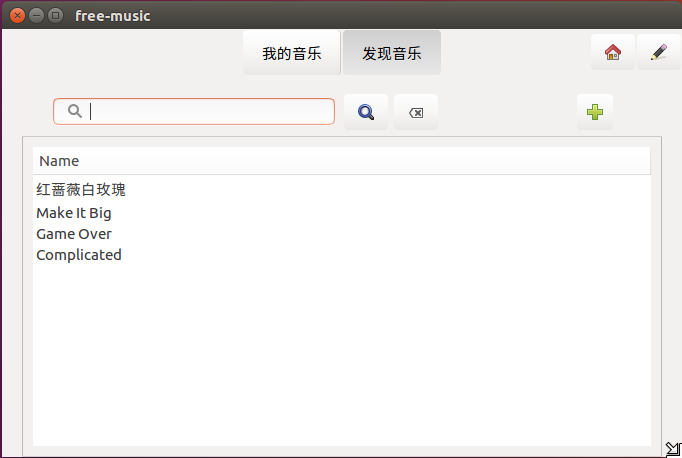 free-music
我的音乐 发现音乐
Name
红蔷薇白玫瑰
Make It Big
Game Over
Complicated